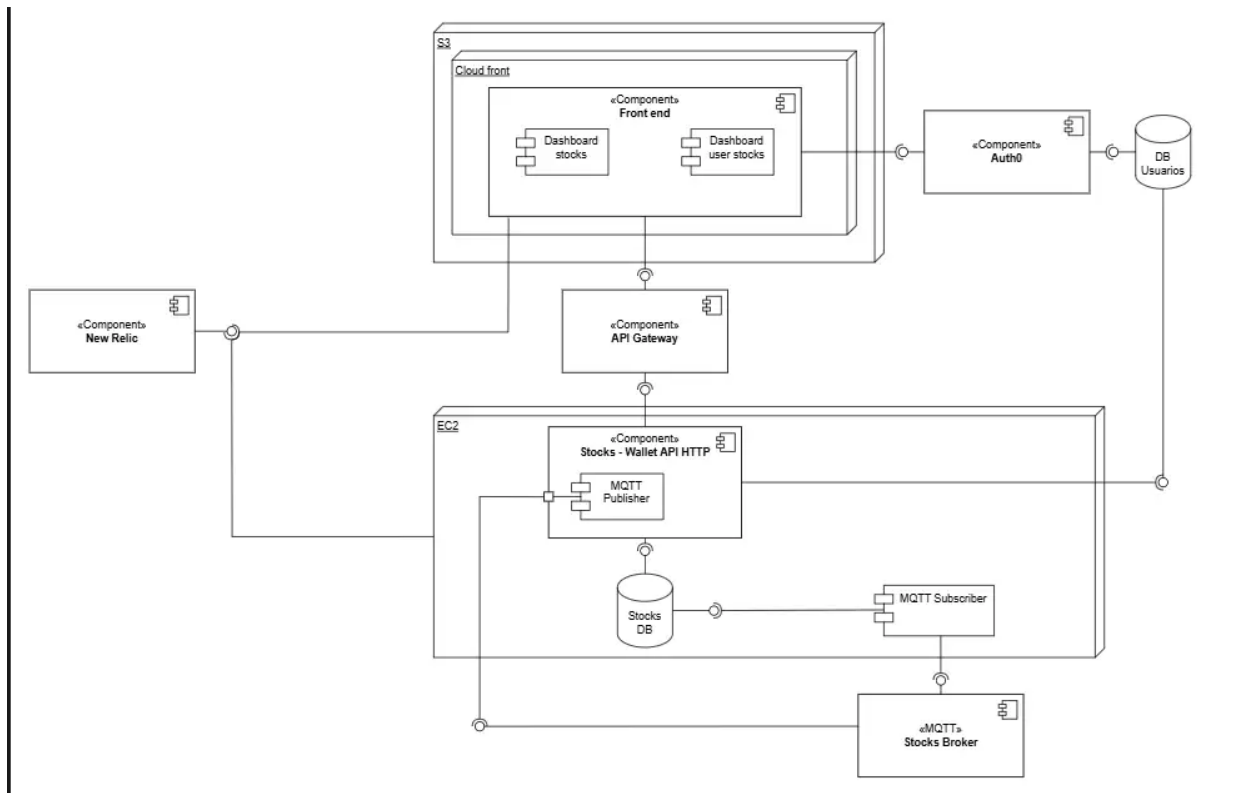 S3
Cloud front
«Component»
Front end
Dashboard
stocks
Dashboard
user stocks
«Component»
Auth0
DB
Usuarios
«Component»
New Relic
«Component»
API Gateway
EC2
«Component»
Stocks - Wallet API HTTP
MQTT
Publisher
Stocks
DB
MQTT Subscriber
«MQTT»
Stocks Broker